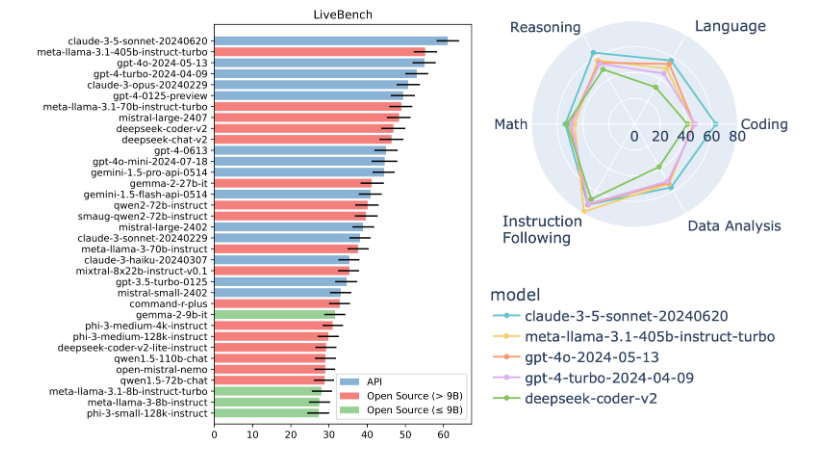 LiveBench
claude-3-5-sonnet-20240620
meta-llama-3.1-405b-instruct-turbo
gpt-4o-2024-05-13
gpt-4-turbo-2024-04-09
claude-3-opus-20240229
gpt-4-0125-preview
meta-llama-3.1-70b-instruct-turbo
mistral-large-2407
deepseek-coder-v2
deepseek-chat-v2
gpt-4-0613
gpt-4o-mini-2024-07-18
gemini-1.5-pro-api-0514
gemma-2-27b-it
gemini-1.5-flash-api-0514
qwen2-72b-instruct
smaug-qwen2-72b-instruct
mistral-large-2402
claude-3-sonnet-20240229
meta-llama-3-70b-instruct
claude-3-haiku-20240307
mixtral-8x22b-instruct-v0.1
gpt-3.5-turbo-0125
mistral-small-2402
command-r-plus
gemma-2-9b-it
phi-3-medium-4k-instruct
phi-3-medium-128k-instruct
deepseek-coder-v2-lite-instruct
qwen1.5-110b-chat
open-mistral-nemo
qwen1.5-72b-chat
meta-llama-3.1-8b-instruct-turbo
meta-llama-3-8b-instruct
phi-3-small-128k-instruct
0 10 20 30 40 50 60
API
Open Source (> 9B)
Open Source (≤ 9B)
Reasoning Language
Math 0 20 40 60 80 Coding
Instruction
Following
Data Analysis
model
claude-3-5-sonnet-20240620
meta-llama-3.1-405b-instruct-turbo
gpt-4o-2024-05-13
gpt-4-turbo-2024-04-09
deepseek-coder-v2